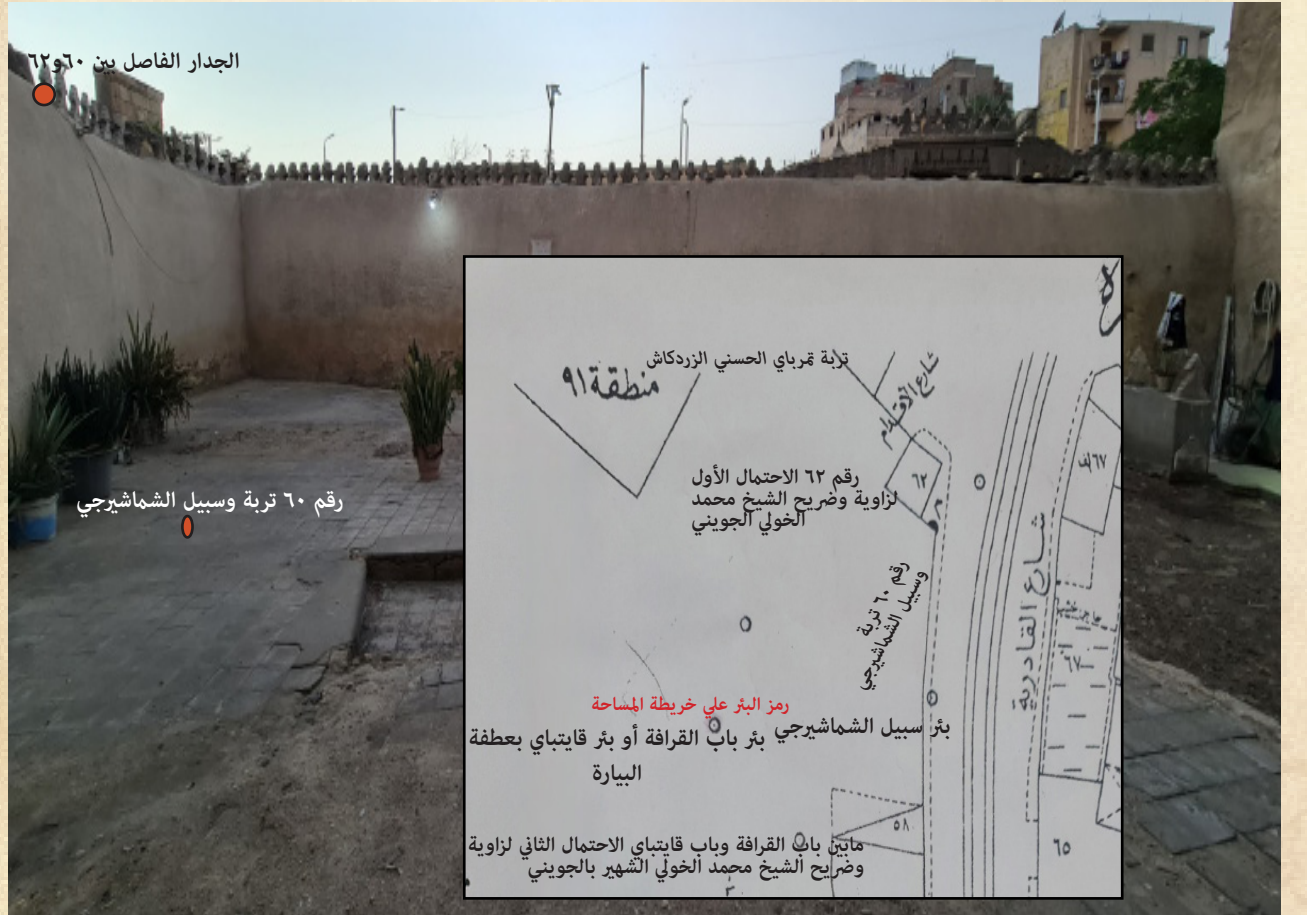 الجدار الفاصل بين ٦٠و٦٢
رقم ٦٠ تربة وسبيل الشماشيرجي
تربة تمرباي الحسني الزردكاش
منطقة ٩١
شارع الأقدام
رقم ٦٢ الاحتمال الأول
لزاوية وضريح الشيخ محمد
الخولي الجويني
٦٢
٦٧
شارع القادرية
رقم ٦٠ تربة
وسبيل الشماشيرجي
٦٧
رمز البئر علي خريطة المساحة
بئر سبيل الشماشيرجي
بئر باب القرافة أو بئر قايتباي بعطفة
البيارة
٥٨
٦٥
مابين باب القرافة وباب قايتباي الاحتمال الثاني لزاوية
وضريح الشيخ محمد الخولي الشهير بالجويني